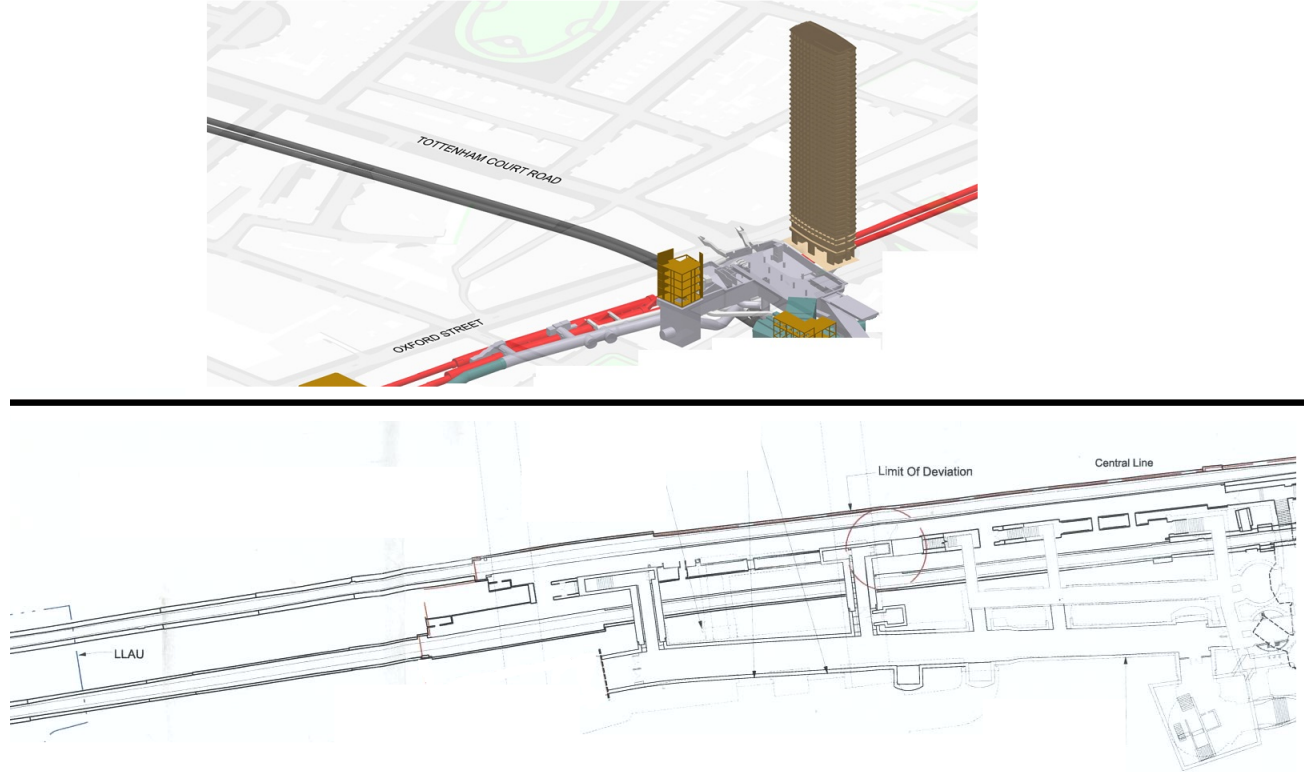 TOTTENHAM COURT ROAD
OXFORD STREET
Limit Of Deviation
Central Line
LLAU